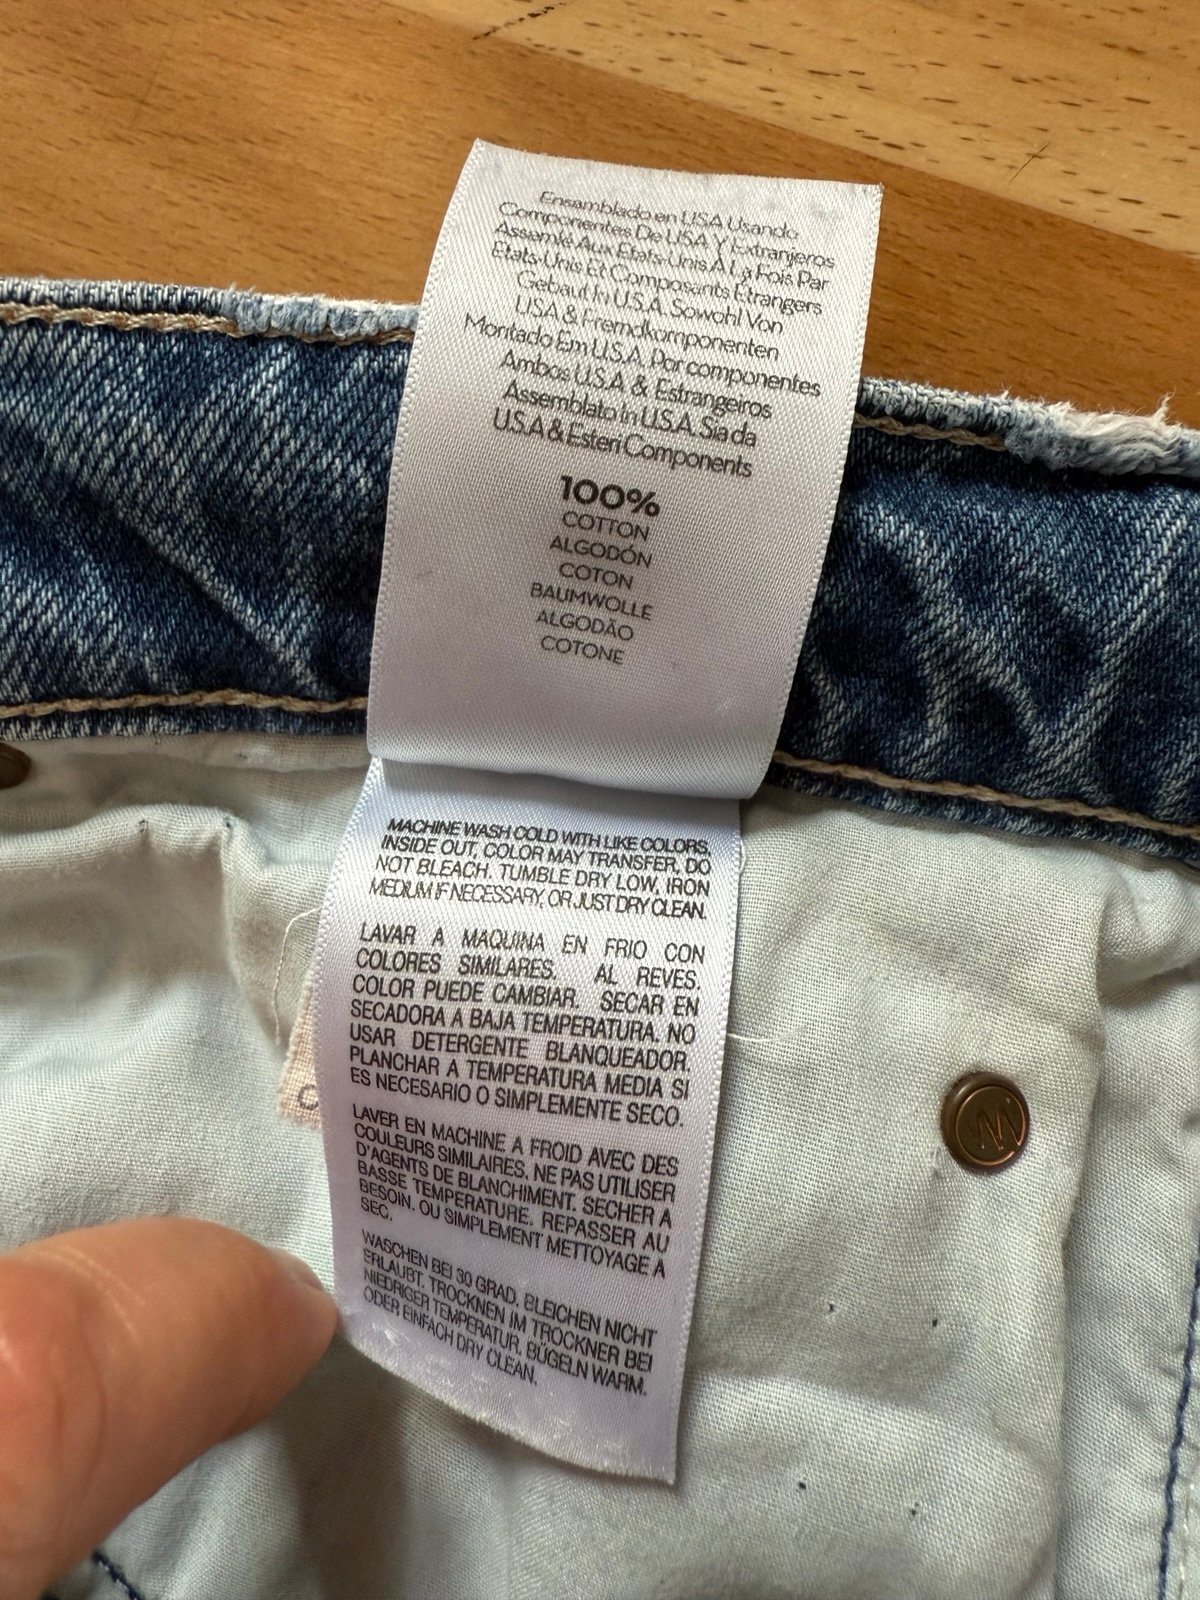 Ensamblado en USA Usando
Componentes De USA Y Extranjeros
Assemlé Aux Etats-Unis A La Fois Par
Etats-Unis Et Composants Etrangers
Gebaut In U.S.A. Sowohl Von
USA & Fremdkomponenten
Montado Em U.S.A. Por componentes
Ambos U.S.A & Estrangeiros
Assemblato In U.S.A. Sia da
U.S.A & Esteri Components
100%
COTTON
ALGODÓN
COTON
BAUMWOLLE
ALGODÃO
COTONE
MACHINE WASH COLD WITH LIKE COLORS,
INSIDE OUT, COLOR MAY TRANSFER, DO
NOT BLEACH. TUMBLE DRY LOW, IRON
MEDIUM IF NECESSARY, OR JUST DRY CLEAN.
LAVAR A MAQUINA EN FRIO CON
COLORES SIMILARES. AL REVES.
COLOR PUEDE CAMBIAR. SECAR EN
SECADORA A BAJA TEMPERATURA. NO
USAR DETERGENTE BLANQUEADOR.
PLANCHAR A TEMPERATURA MEDIA SI
ES NECESARIO O SIMPLEMENTE SECO.
LAVER EN MACHINE A FROID AVEC DES
COULEURS SIMILAIRES. NE PAS UTILISER
D'AGENTS DE BLANCHIMENT. SECHER A
BASSE TEMPERATURE. REPASSER AU
BESOIN. OU SIMPLEMENT METTOYAGE A
SEC.
WASCHEN BEI 30 GRAD. BLEICHEN NICHT
ERLAUBT. TROCKNEN IM TROCKNER BEI
NIEDRIGER TEMPERATUR. BÜGELN WARM.
ODER EINFACH DRY CLEAN.